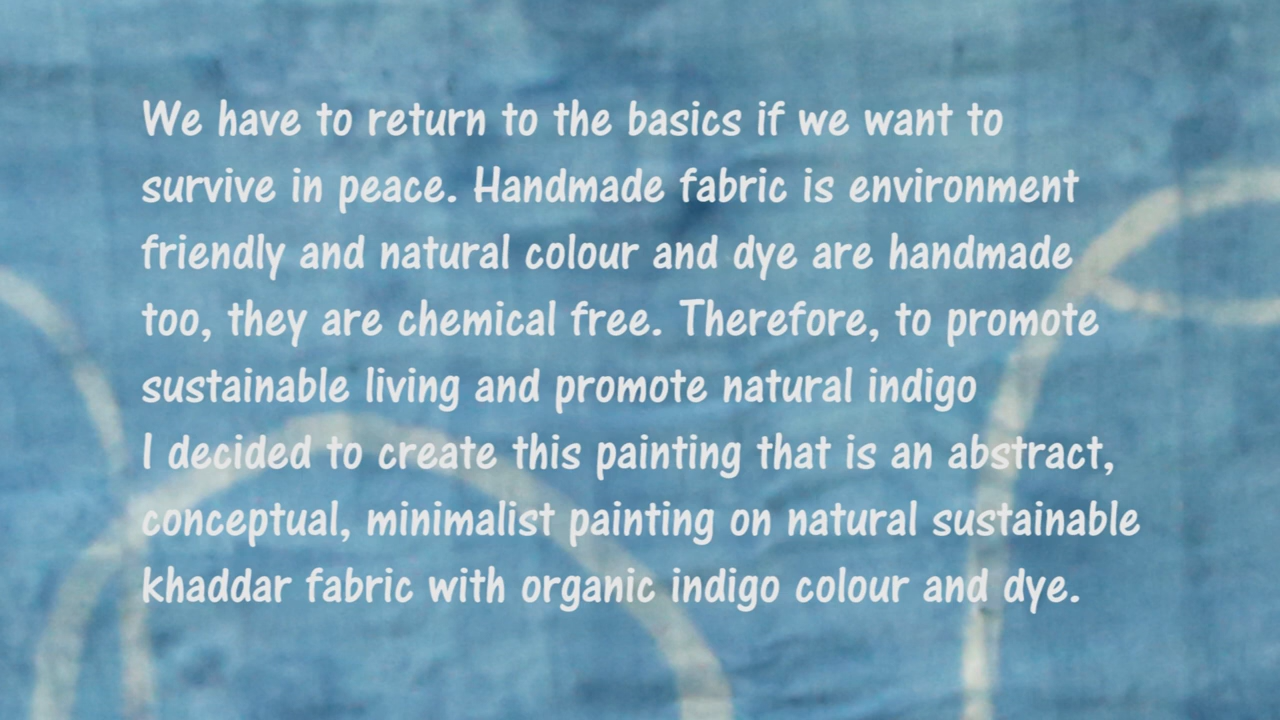 We have to return to the basics if we want to
survive in peace. Handmade fabric is environment
friendly and natural colour and dye are handmade
too, they are chemical free. Therefore, to promote
sustainable living and promote natural indigo
I decided to create this painting that is an abstract,
conceptual, minimalist painting on natural sustainable
khaddar fabric with organic indigo colour and dye.